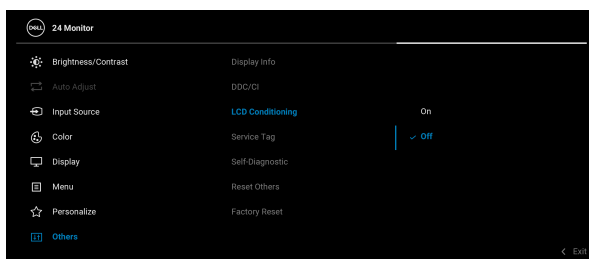 DELL 24 Monitor
Brightness/Contrast
Display Info
Auto Adjust
DDC/CI
Input Source
LCD Conditioning
On
Color
Service Tag
Off
Display
Self-Diagnostic
Menu
Reset Others
Personalize
Factory Reset
Others
Exit